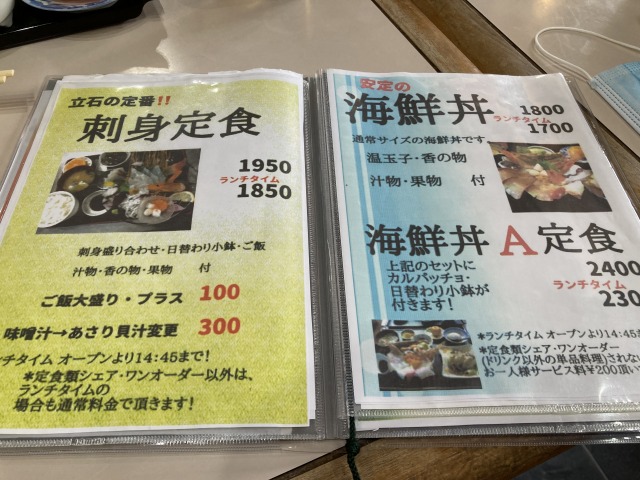 立石の定番!!
刺身定食
1950
ランチタイム
1850
刺身盛り合わせ・日替わり小鉢・ご飯
汁物・香の物・果物 付
ご飯大盛り・プラス 100
味噌汁→あさり貝汁変更 300
ンチタイム オープンより14:45まで!
*定食類シェア・ワンオーダー以外は、
ランチタイムの
場合も通常料金で頂きます!
安定の
海鮮丼 1800
ランチタイム
1700
通常サイズの海鮮丼です
温玉子・香の物
汁物・果物 付
海鮮丼A定食
上記のセットに
カルパッチョ・
日替わり小鉢が
付きます!
2400
ランチタイム
230
*ランチタイム オープンより14:4
*定食類シェア・ワンオーダー
(ドリンク以外の単品料理)されな
お一人様サービス料¥200頂い